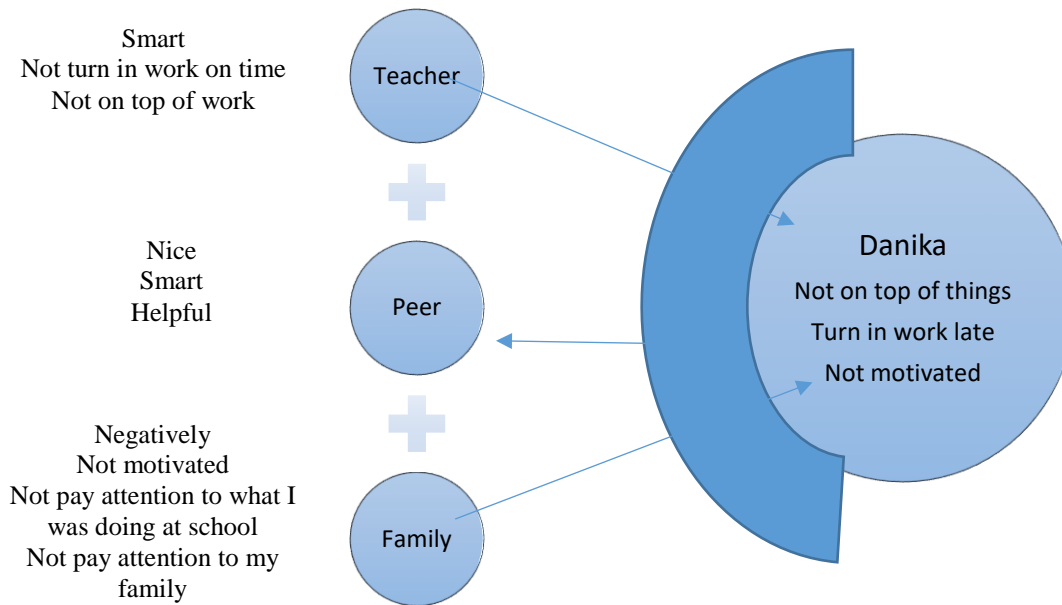 Smart
Not turn in work on time
Not on top of work
Teacher
Nice
Smart
Helpful
Peer
Negatively
Not motivated
Not pay attention to what I
was doing at school
Not pay attention to my
family
Family
Danika
Not on top of things
Turn in work late
Not motivated